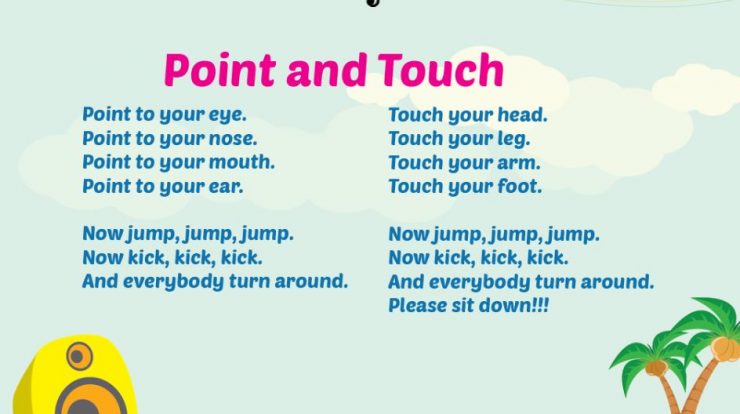 Point and Touch
Point to your eye.
Point to your nose.
Point to your mouth.
Point to your ear.
Now jump, jump, jump.
Now kick, kick, kick.
And everybody turn around.
Touch your head.
Touch your leg.
Touch your arm.
Touch your foot.
Now jump, jump, jump.
Now kick, kick, kick.
And everybody turn around.
Please sit down!!!